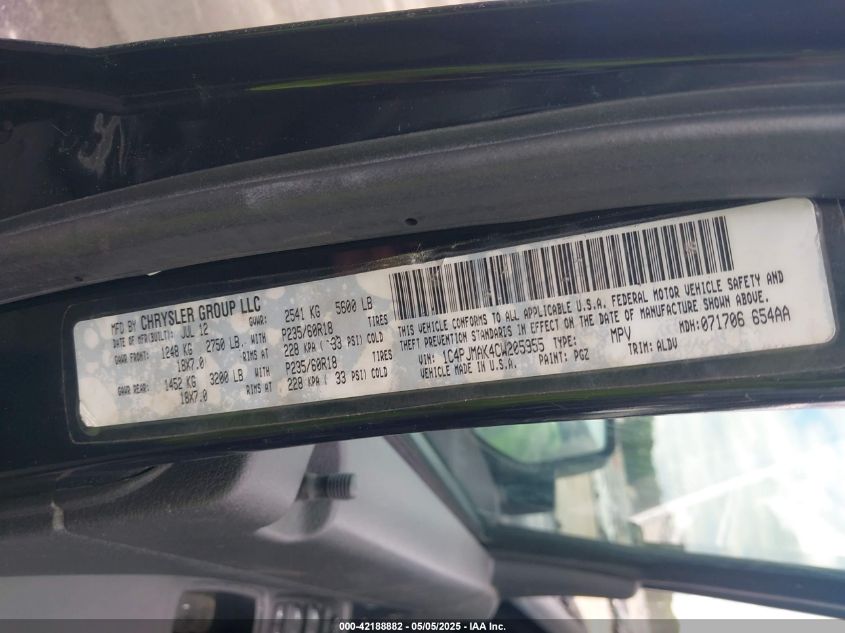 MFD BY CHRYSLER GROUP LLC
DATE OF MFR(BUILT): JUL 12 GVWR: 2541 KG 5600 LB
GAWR FRONT: 1248 KG 2750 LB WITH P235/60R18 TIRES
18X7.0 RIMS AT 228 KPA ( 33 PSI) COLD
GAWR REAR: 1452 KG 3200 LB WITH P235/60R18 TIRES
18X7.0 RIMS AT 228 KPA ( 33 PSI) COLD
THIS VEHICLE CONFORMS TO ALL APPLICABLE U.S.A. FEDERAL MOTOR VEHICLE SAFETY AND
THEFT PREVENTION STANDARDS IN EFFECT ON THE DATE OF MANUFACTURE SHOWN ABOVE.
VIN: 1C4PJMAK4CW205955 TYPE: MPV MDH: 071706 654AA
VEHICLE MADE IN U.S.A. PAINT: PGZ TRIM: ALDV
000-42188882 - 05/05/2025 - IAA Inc.